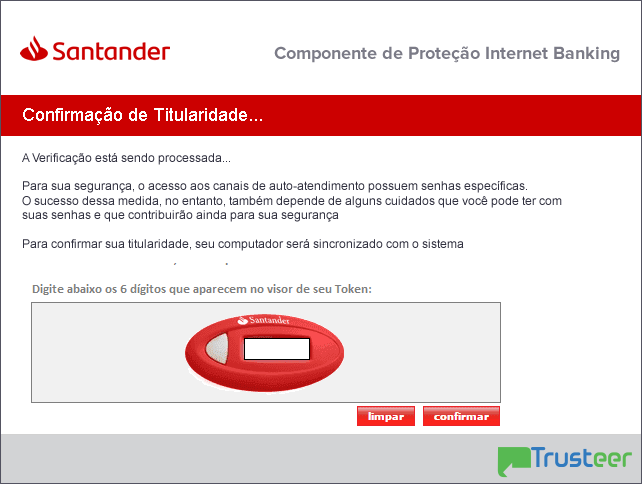 Santander
Componente de Proteção Internet Banking
Confirmação de Titularidade...
A Verificação está sendo processada...
Para sua segurança, o acesso aos canais de auto-atendimento possuem senhas específicas.
O sucesso dessa medida, no entanto, também depende de alguns cuidados que você pode ter com
suas senhas e que contribuirão ainda para sua segurança
Para confirmar sua titularidade, seu computador será sincronizado com o sistema
Digite abaixo os 6 dígitos que aparecem no visor de seu Token:
Santander
limpar confirmar
Trusteer